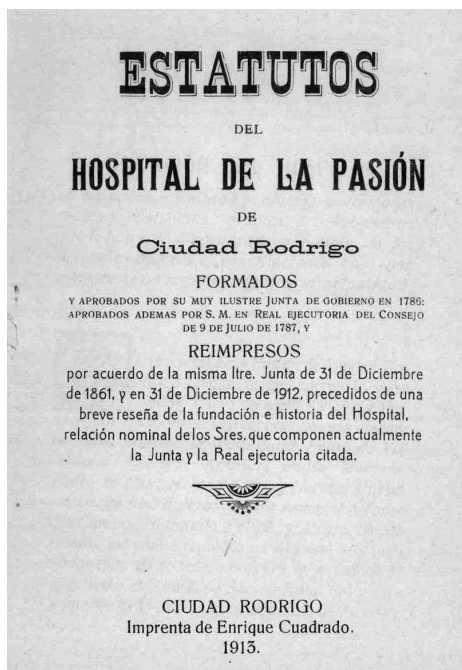 ESTATUTOS
DEL
HOSPITAL DE LA PASIÓN
DE
Ciudad Rodrigo
FORMADOS
Y APROBADOS POR SU MUY ILUSTRE JUNTA DE GOBIERNO EN 1786:
APROBADOS ADEMAS POR S. M. EN REAL EJECUTORIA DEL CONSEJO
DE 9 DE JULIO DE 1787, Y
REIMPRESOS
por acuerdo de la misma Itre. Junta de 31 de Diciembre
de 1861, y en 31 de Diciembre de 1912, precedidos de una
breve reseña de la fundación e historia del Hospital,
relación nominal de los Sres. que componen actualmente
la Junta y la Real ejecutoria citada.
CIUDAD RODRIGO
Imprenta de Enrique Cuadrado.
1913.